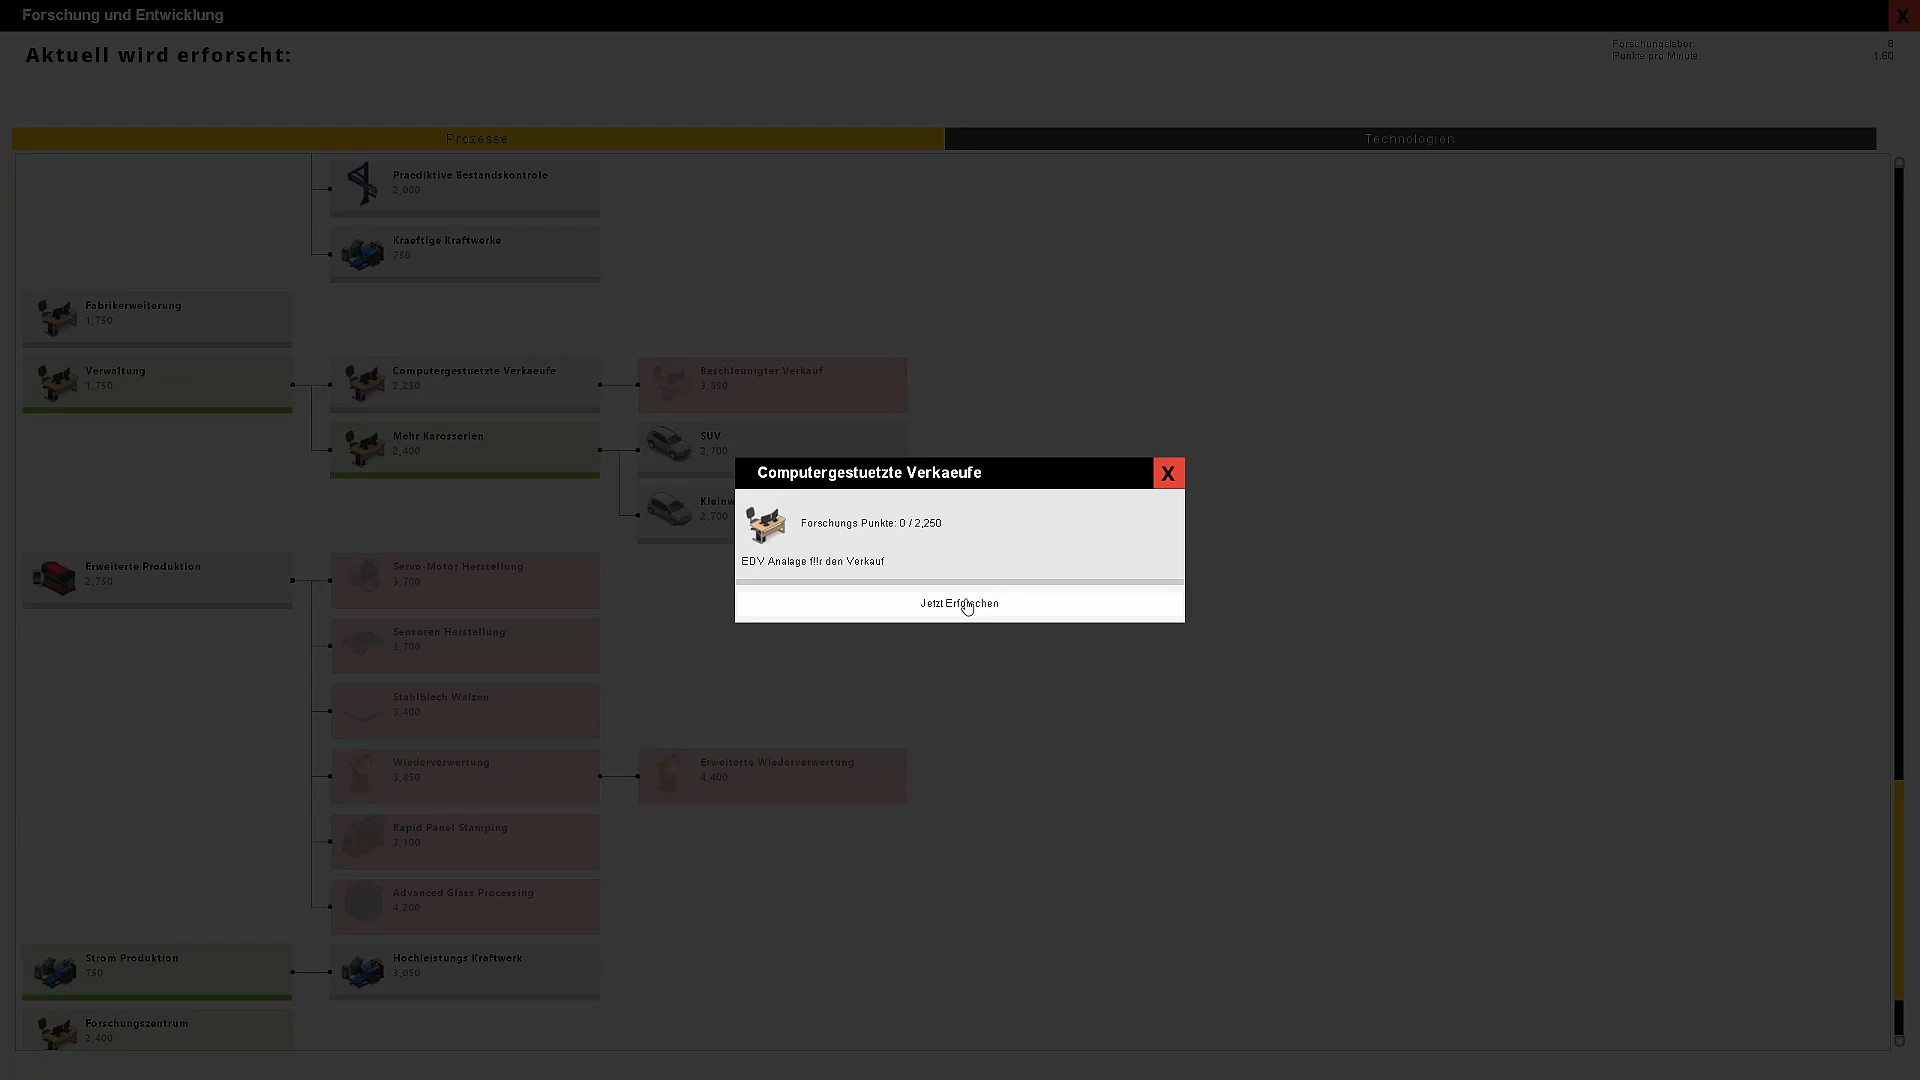 Forschung und Entwicklung
X
Aktuell wird erforscht:
Forschungslabor: 8
Punkte pro Minute: 1.60
Prozesse
Technologien
Praediktive Bestandskontrole
2,000
Kraeftige Kraftwerke
750
Fabrikerweiterung
1,750
Verwaltung
1,750
Computergestuetzte Verkaeufe
2,250
Beschleunigter Verkauf
3,850
Mehr Karosserien
2,400
SUV
2,700
Kleinw
2,700
Computergestuetzte Verkaeufe
X
Forschungs Punkte: 0 / 2,250
EDV Analage f!!r den Verkauf
Jetzt Erforschen
Erweiterte Produktion
2,750
Servo-Motor Herstellung
3,700
Sensoren Herstellung
3,700
Stahlblech Walzen
3,400
Wiederverwertung
3,850
Erweiterte Wiederverwertung
4,400
Rapid Panel Stamping
3,100
Advanced Glass Processing
4,200
Strom Produktion
750
Hochleistungs Kraftwerk
3,050
Forschungszentrum
2,400